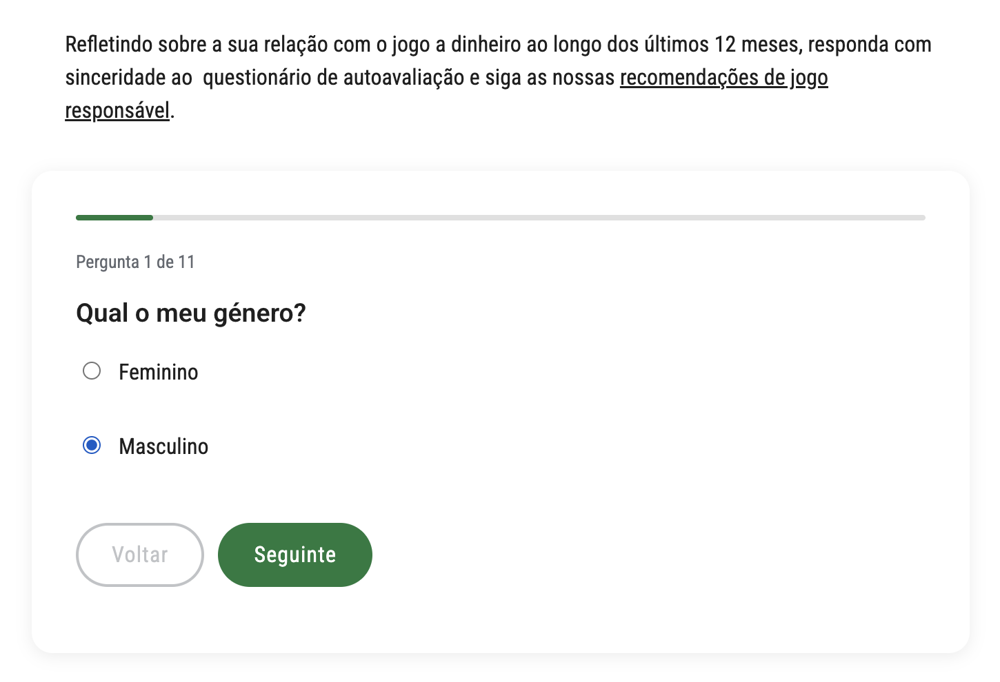 Refletindo sobre a sua relação com o jogo a dinheiro ao longo dos últimos 12 meses, responda com
sinceridade ao  questionário de autoavaliação e siga as nossas recomendações de jogo
responsável.
Pergunta 1 de 11
Qual o meu género?
Feminino
Masculino
Voltar
Seguinte